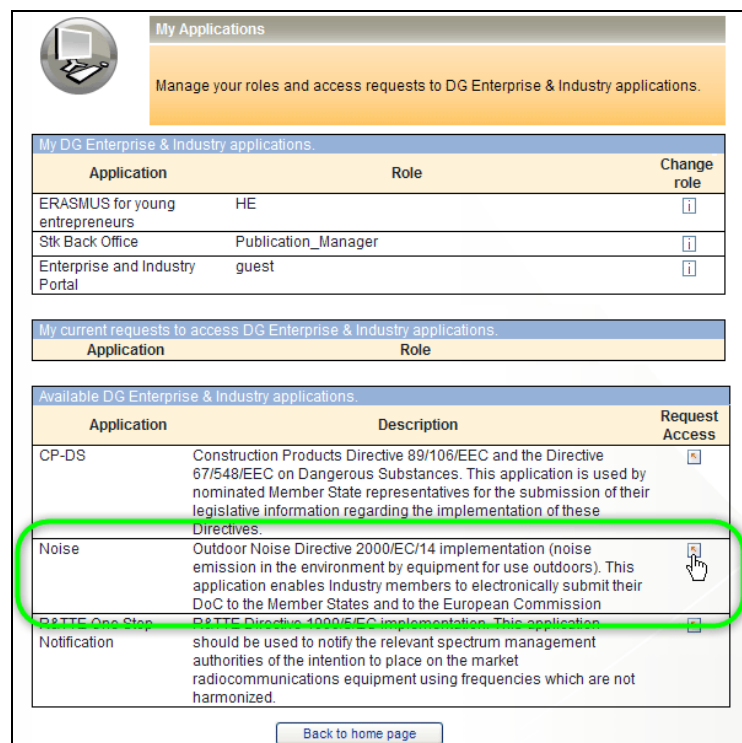 My Applications
Manage your roles and access requests to DG Enterprise & Industry applications.
My DG Enterprise & Industry applications.
Application Role Change role
ERASMUS for young entrepreneurs HE
Stk Back Office Publication_Manager
Enterprise and Industry Portal guest
My current requests to access DG Enterprise & Industry applications.
Application Role
Available DG Enterprise & Industry applications.
Application Description Request Access
CP-DS Construction Products Directive 89/106/EEC and the Directive
67/548/EEC on Dangerous Substances. This application is used by
nominated Member State representatives for the submission of their
legislative information regarding the implementation of these
Directives.
Noise Outdoor Noise Directive 2000/EC/14 implementation (noise
emission in the environment by equipment for use outdoors). This
application enables Industry members to electronically submit their
DoC to the Member States and to the European Commission
R&TTE One Stop R&TTE Directive 1999/5/EC implementation. This application
Notification should be used to notify the relevant spectrum management
authorities of the intention to place on the market
radiocommunications equipment using frequencies which are not
harmonized.
Back to home page